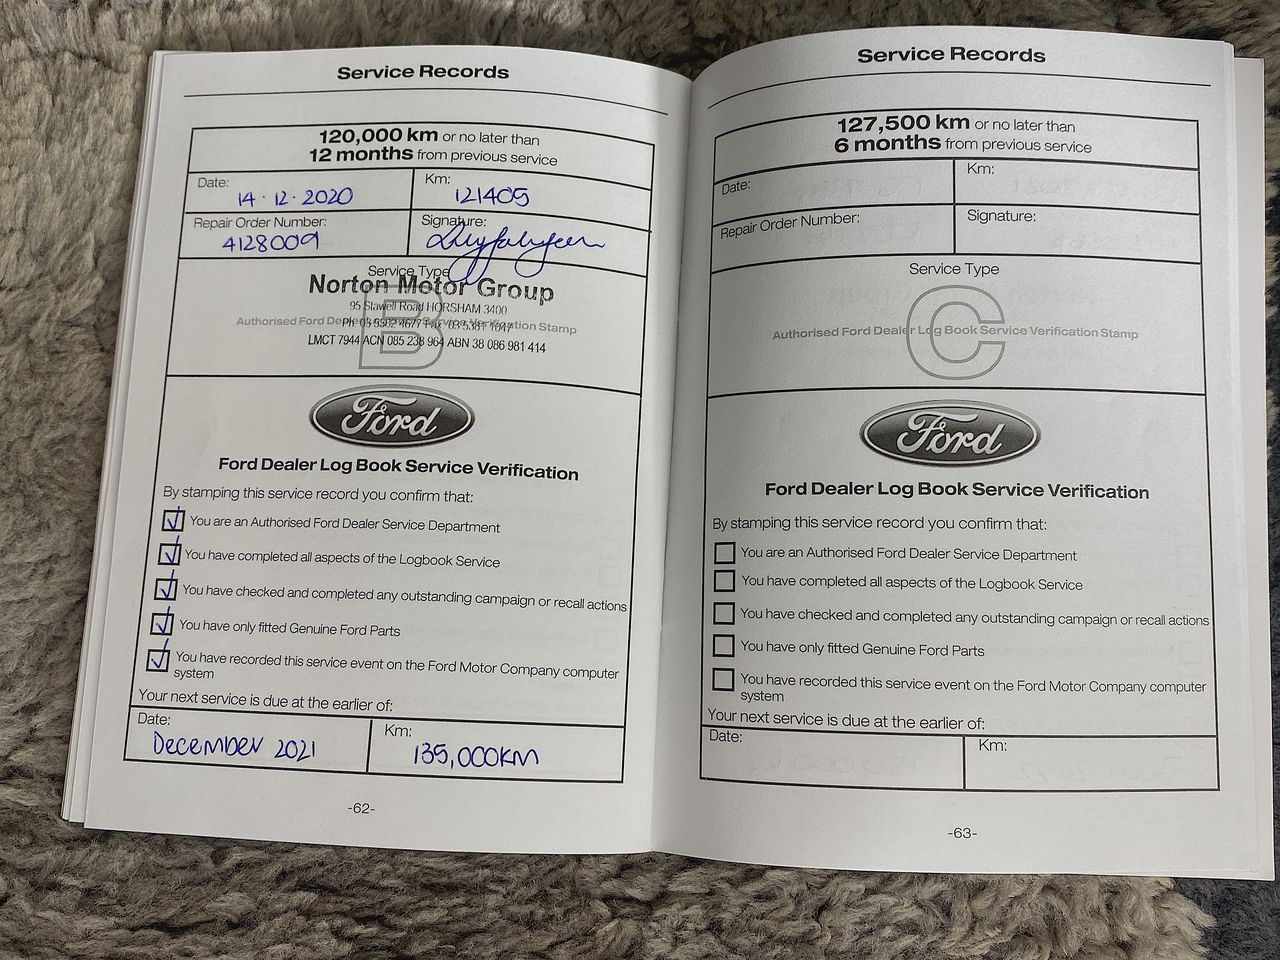 Service Records
120,000 km or no later than
12 months from previous service
Date:
14·12·2020
Km:
121405
Repair Order Number:
4128009
Signature:
Service Type
B
Authorised Ford Dealer Log Book Service Verification Stamp
Norton Motor Group
95 Stawell Road HORSHAM 3400
LMCT 7944 ACN 085 238 964 ABN 38 086 981 414
Ford
Ford Dealer Log Book Service Verification
By stamping this service record you confirm that:
You are an Authorised Ford Dealer Service Department
You have completed all aspects of the Logbook Service
You have checked and completed any outstanding campaign or recall actions
You have only fitted Genuine Ford Parts
You have recorded this service event on the Ford Motor Company computer
system
Your next service is due at the earlier of:
Date:
December 2021
Km:
135,000KM
-62-
Service Records
127,500 km or no later than
6 months from previous service
Date:
Km:
Repair Order Number:
Signature:
Service Type
C
Authorised Ford Dealer Log Book Service Verification Stamp
Ford
Ford Dealer Log Book Service Verification
By stamping this service record you confirm that:
You are an Authorised Ford Dealer Service Department
You have completed all aspects of the Logbook Service
You have checked and completed any outstanding campaign or recall actions
You have only fitted Genuine Ford Parts
You have recorded this service event on the Ford Motor Company computer
system
Your next service is due at the earlier of:
Date:
Km:
-63-